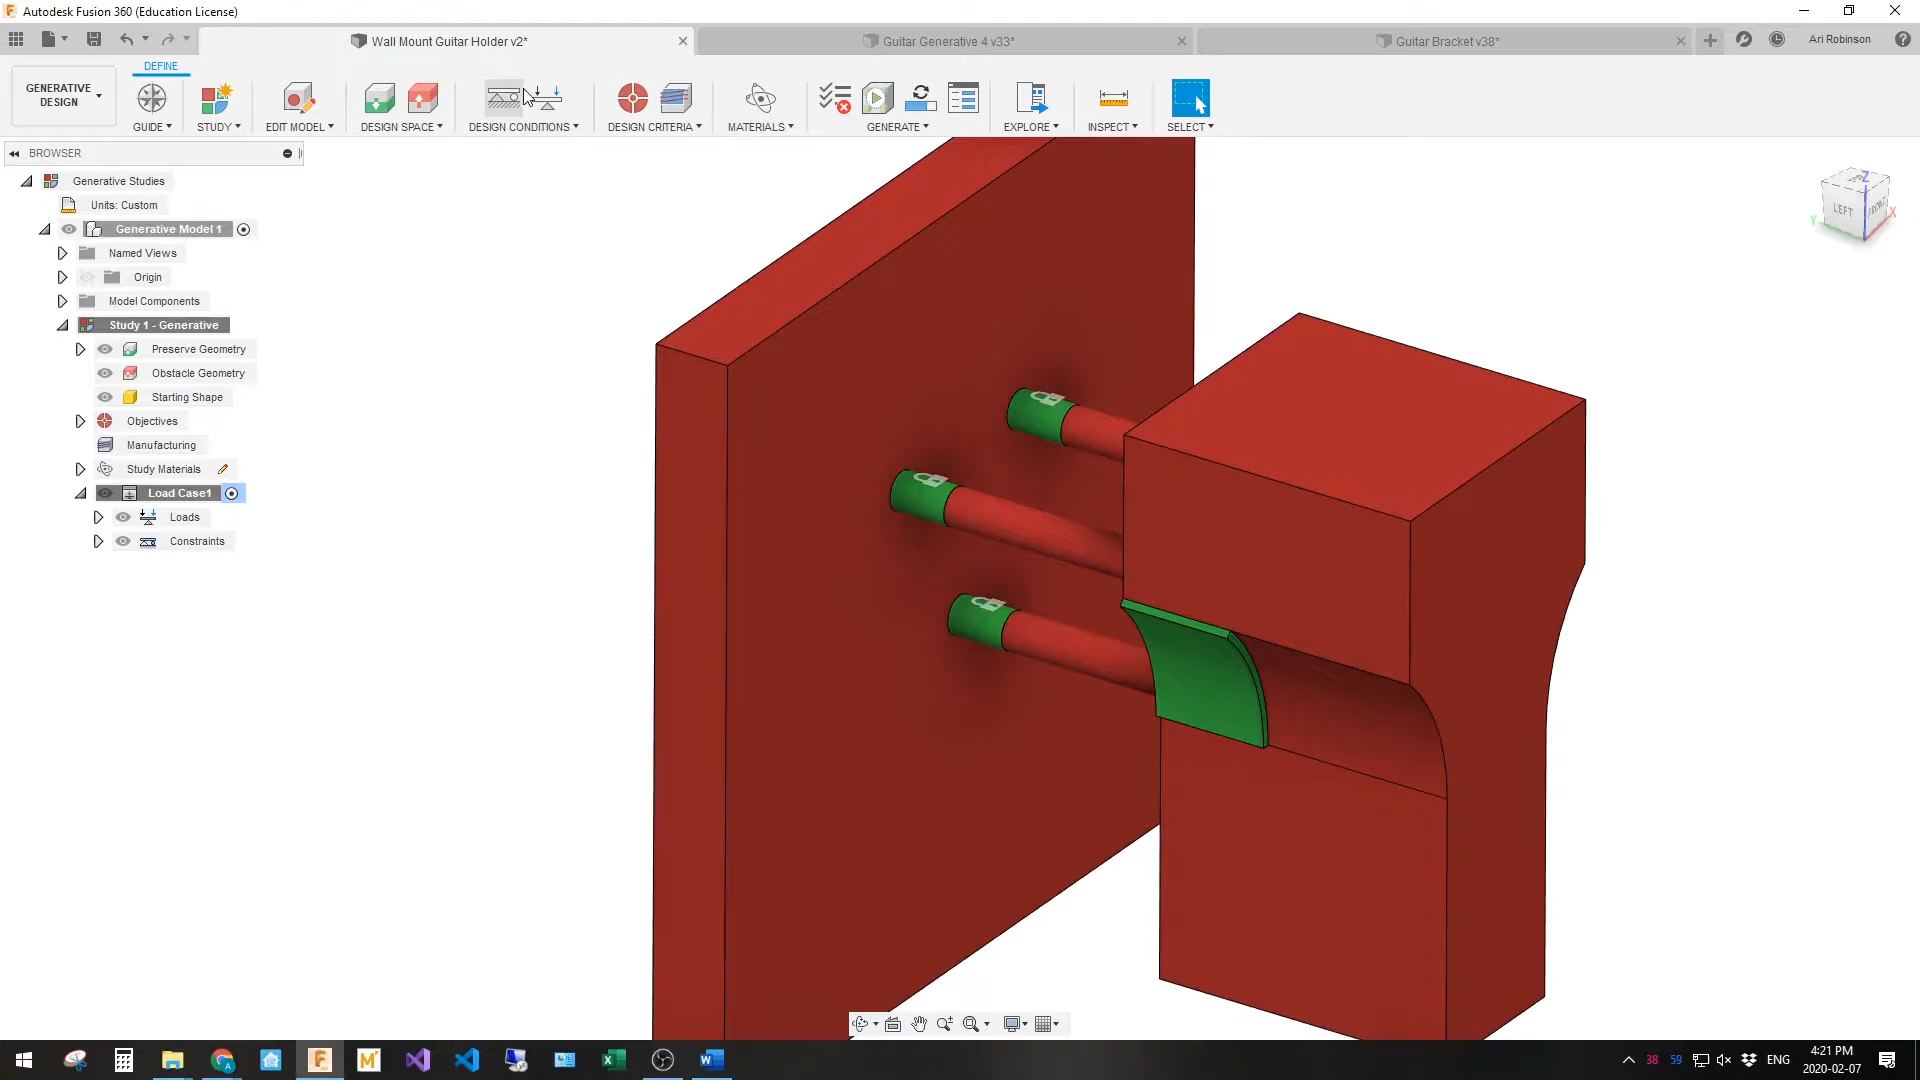 Autodesk Fusion 360 (Education License)
Wall Mount Guitar Holder v2*
Guitar Generative 4 v33*
Guitar Bracket v38*
Ari Robinson
DEFINE
GENERATIVE DESIGN
GUIDE
STUDY
EDIT MODEL
DESIGN SPACE
DESIGN CONDITIONS
DESIGN CRITERIA
MATERIALS
GENERATE
EXPLORE
INSPECT
SELECT
BROWSER
Generative Studies
Units: Custom
Generative Model 1
Named Views
Origin
Model Components
Study 1 - Generative
Preserve Geometry
Obstacle Geometry
Starting Shape
Objectives
Manufacturing
Study Materials
Load Case1
Loads
Constraints
Z
LEFT
FRONT
X
Y
38
59
ENG
4:21 PM
2020-02-07